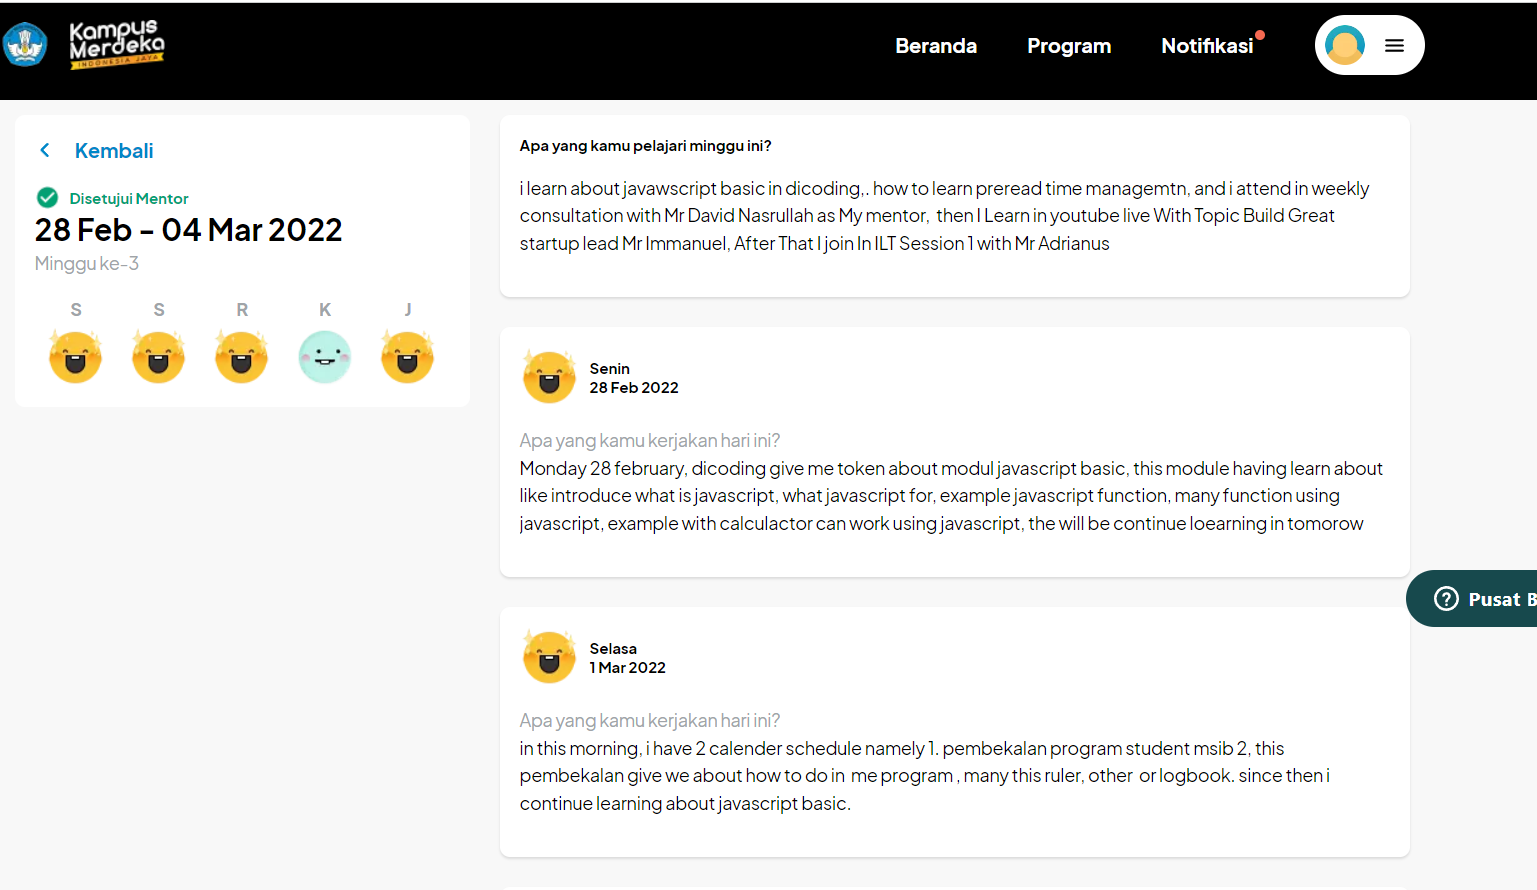 Kampus
Merdeka
INDONESIA JAYA
Beranda
Program
Notifikasi
Kembali
Disetujui Mentor
28 Feb - 04 Mar 2022
Minggu ke-3
S S R K J
Apa yang kamu pelajari minggu ini?
i learn about javawscript basic in dicoding,. how to learn preread time managemtn, and i attend in weekly
consultation with Mr David Nasrullah as My mentor, then I Learn in youtube live With Topic Build Great
startup lead Mr Immanuel, After That I join In ILT Session 1 with Mr Adrianus
Senin
28 Feb 2022
Apa yang kamu kerjakan hari ini?
Monday 28 february, dicoding give me token about modul javascript basic, this module having learn about
like introduce what is javascript, what javascript for, example javascript function, many function using
javascript, example with calculactor can work using javascript, the will be continue loearning in tomorow
Selasa
1 Mar 2022
Apa yang kamu kerjakan hari ini?
in this morning, i have 2 calender schedule namely 1. pembekalan program student msib 2, this
pembekalan give we about how to do in me program , many this ruler, other or logbook. since then i
continue learning about javascript basic.
Pusat B